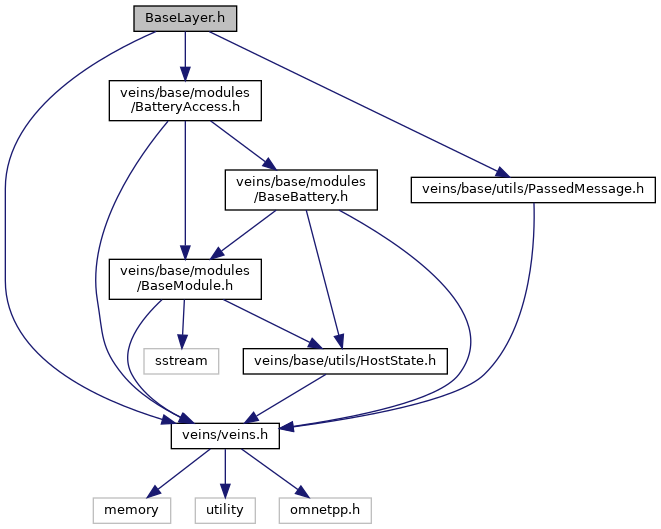 BaseLayer.h
veins/base/modules
/BatteryAccess.h
veins/base/modules
/BaseBattery.h
veins/base/utils/PassedMessage.h
veins/base/modules
/BaseModule.h
sstream
veins/base/utils/HostState.h
veins/veins.h
memory
utility
omnetpp.h